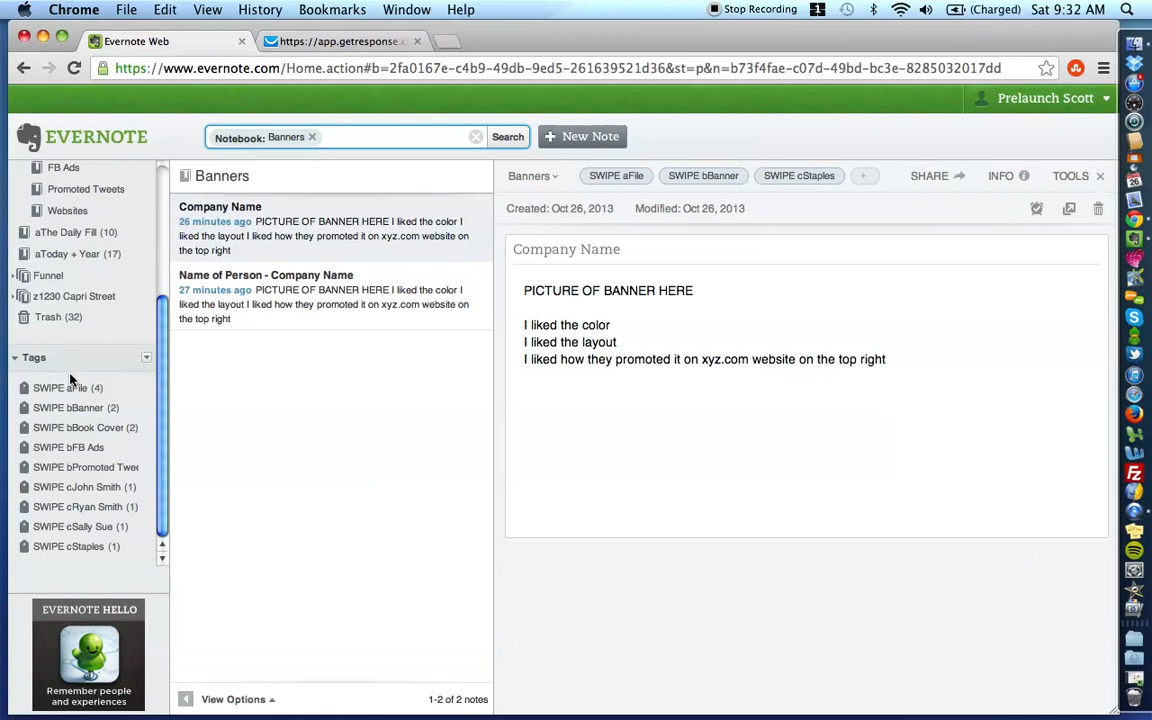 Chrome File Edit View History Bookmarks Window Help Stop Recording 1 (Charged) Sat 9:32 AM
Evernote Web https://app.getresponse.c
https://www.evernote.com/Home.action#b=2fa0167e-c4b9-49db-9ed5-261639521d36&st=p&n=b73f4fae-c07d-49bd-bc3e-8285032017dd
Prelaunch Scott
EVERNOTE Notebook: Banners Search + New Note
FB Ads
Promoted Tweets
Websites
aThe Daily Fill (10)
aToday + Year (17)
Funnel
z1230 Capri Street
Trash (32)
Tags
SWIPE aFile (4)
SWIPE bBanner (2)
SWIPE bBook Cover (2)
SWIPE bFB Ads
SWIPE bPromoted Twee
SWIPE cJohn Smith (1)
SWIPE cRyan Smith (1)
SWIPE cSally Sue (1)
SWIPE cStaples (1)
EVERNOTE HELLO
Remember people
and experiences
Banners
Company Name
26 minutes ago PICTURE OF BANNER HERE I liked the color I
liked the layout I liked how they promoted it on xyz.com website on
the top right
Name of Person - Company Name
27 minutes ago PICTURE OF BANNER HERE I liked the color I
liked the layout I liked how they promoted it on xyz.com website on
the top right
View Options 1-2 of 2 notes
Banners SWIPE aFile SWIPE bBanner SWIPE cStaples + SHARE INFO TOOLS
Created: Oct 26, 2013 Modified: Oct 26, 2013
Company Name
PICTURE OF BANNER HERE
I liked the color
I liked the layout
I liked how they promoted it on xyz.com website on the top right